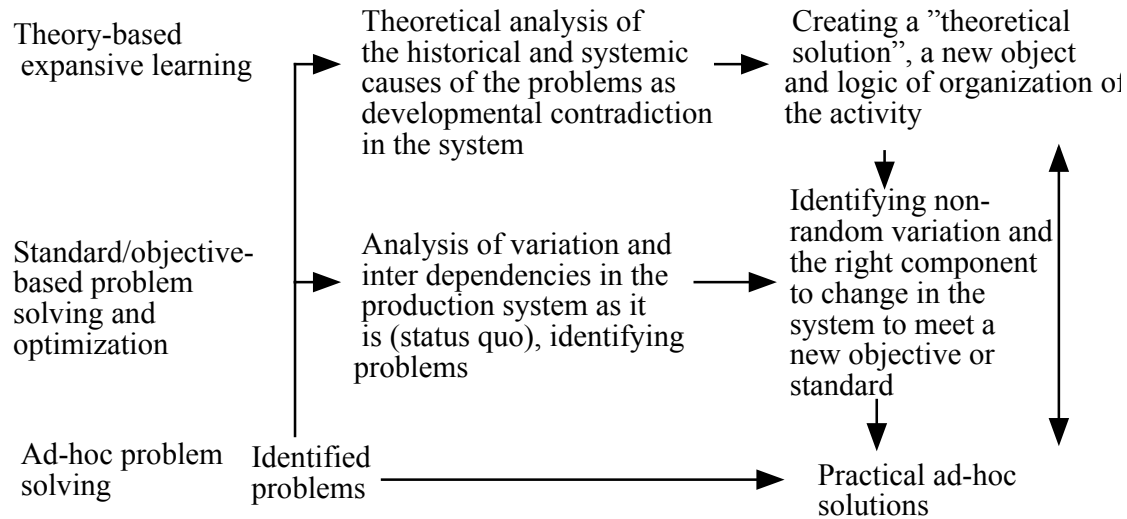 Theory-based
expansive learning
Theoretical analysis of
the historical and systemic
causes of the problems as
developmental contradiction
in the system
Creating a ”theoretical
solution”, a new object
and logic of organization of
the activity
Standard/objective-
based problem
solving and
optimization
Analysis of variation and
inter dependencies in the
production system as it
is (status quo), identifying
problems
Identifying non-
random variation and
the right component
to change in the
system to meet a
new objective or
standard
Ad-hoc problem
solving
Identified
problems
Practical ad-hoc
solutions